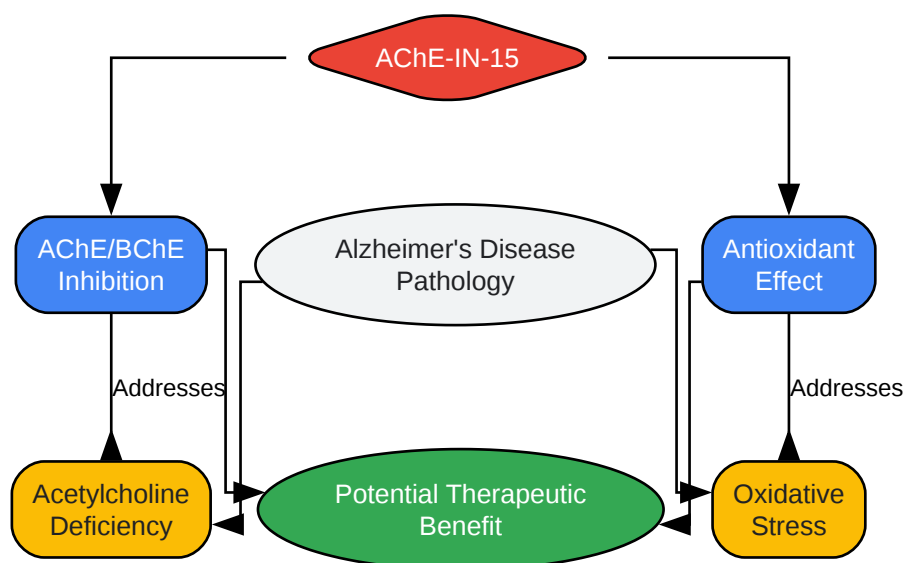 AChE-IN-15
AChE/BChE
Inhibition
Alzheimer's Disease
Pathology
Antioxidant
Effect
Addresses
Addresses
Acetylcholine
Deficiency
Potential Therapeutic
Benefit
Oxidative
Stress